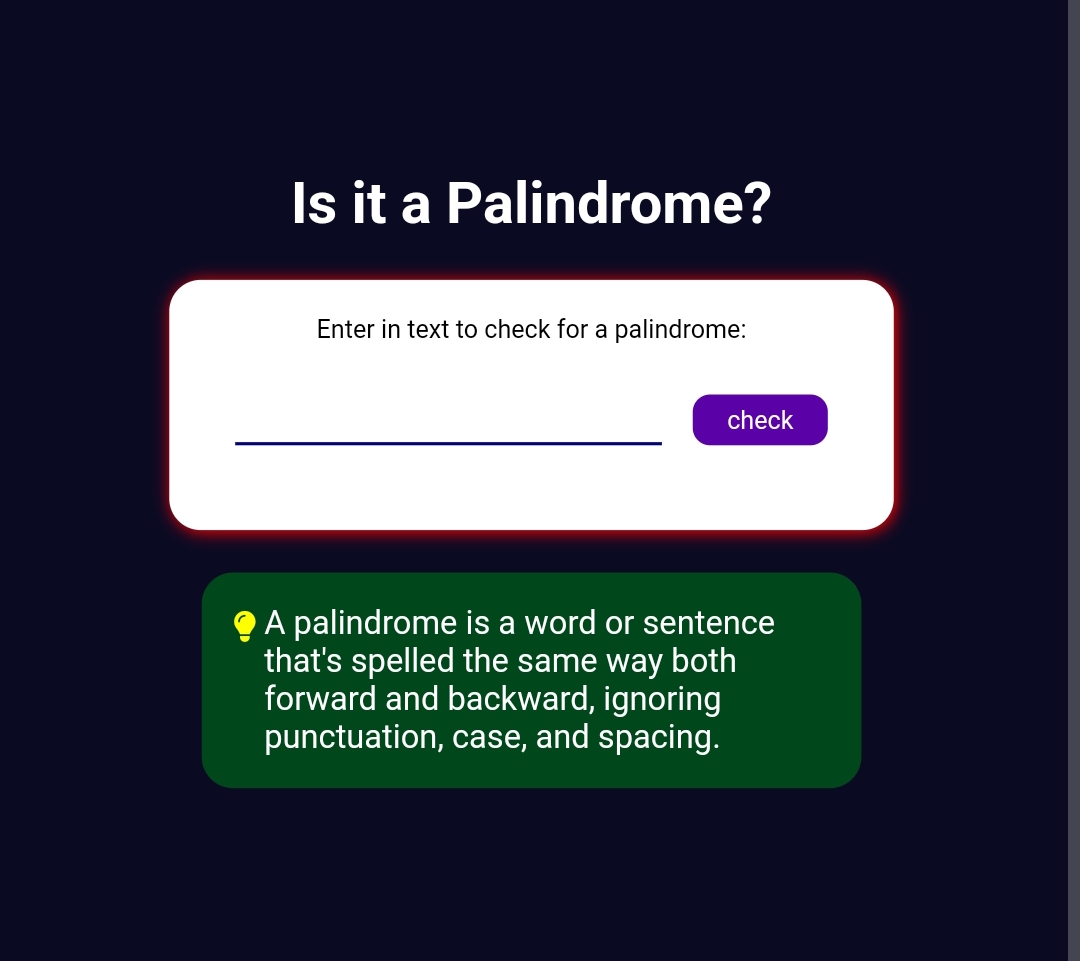 Is it a Palindrome?
Enter in text to check for a palindrome:
check
A palindrome is a word or sentence
that's spelled the same way both
forward and backward, ignoring
punctuation, case, and spacing.